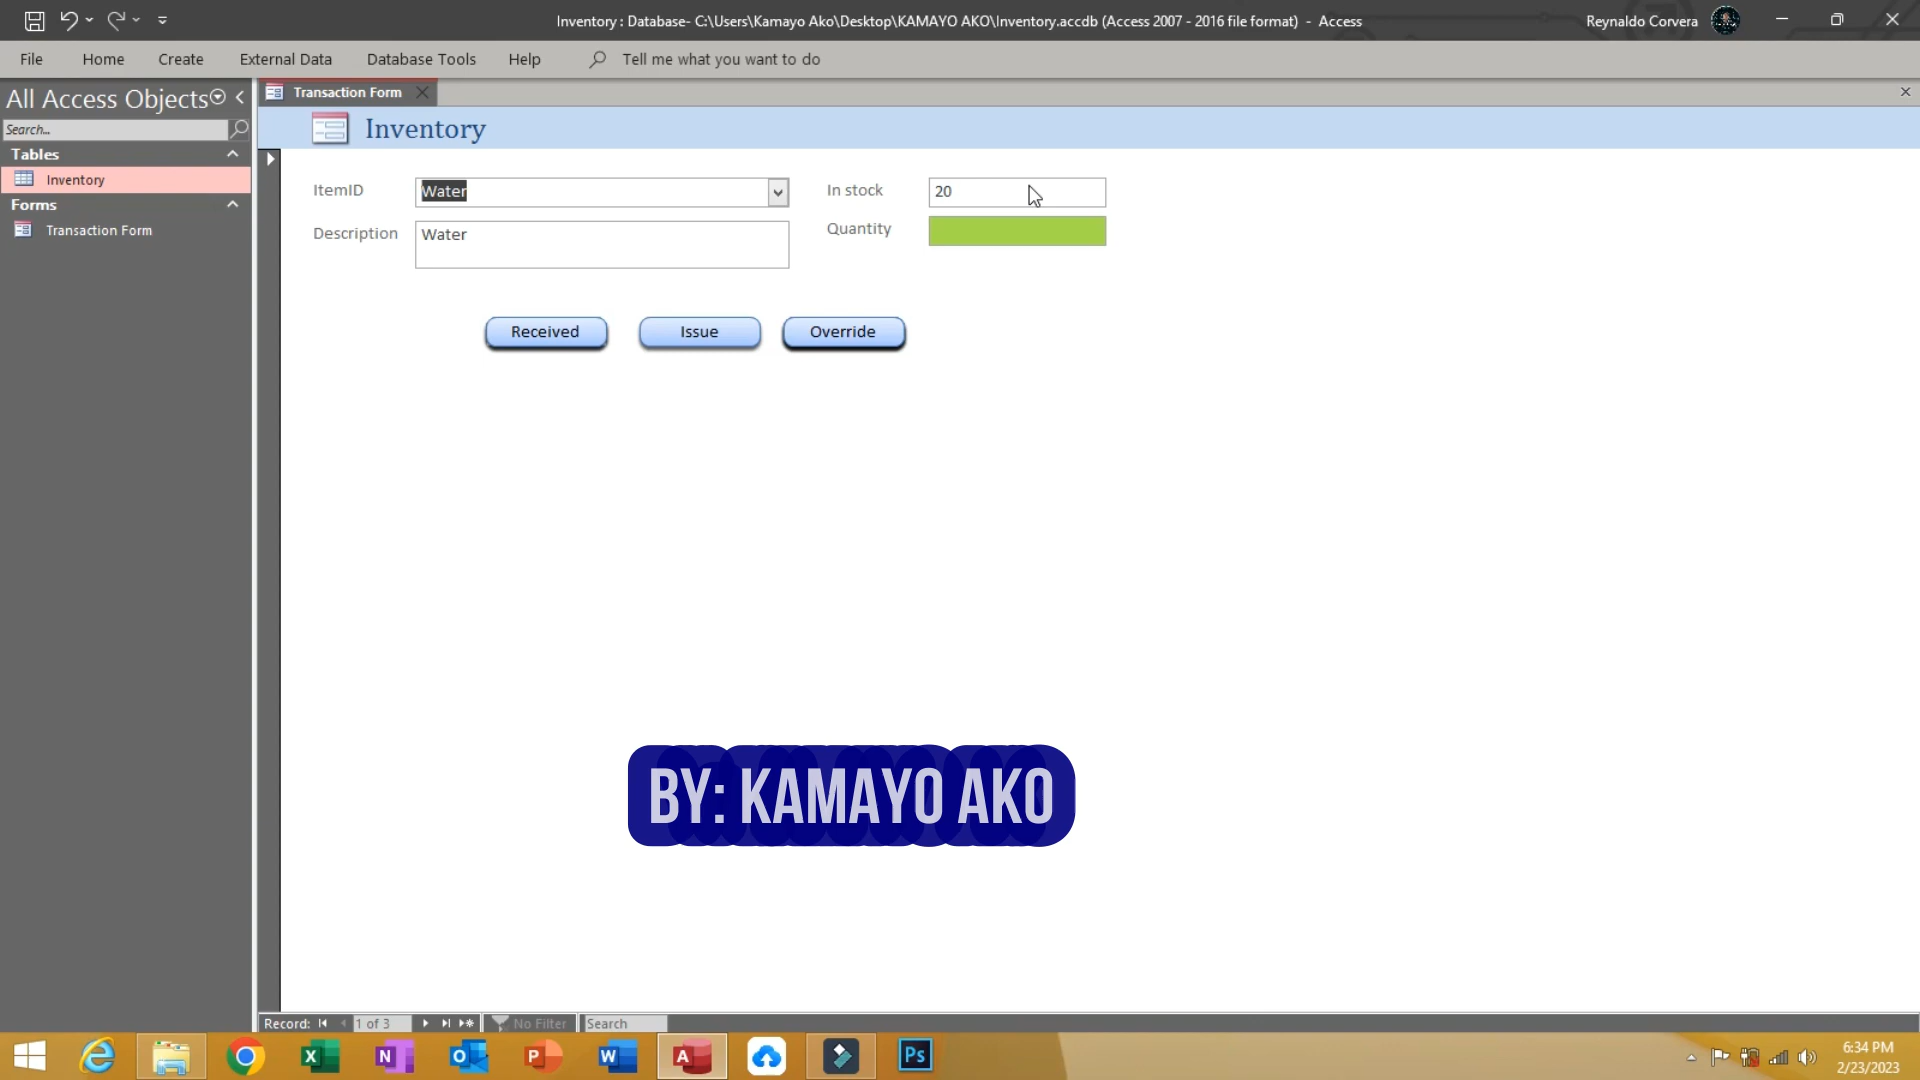 Inventory : Database- C:\Users\Kamayo Ako\Desktop\KAMAYO AKO\Inventory.accdb (Access 2007 - 2016 file format) - Access
Reynaldo Corvera
File Home Create External Data Database Tools Help Tell me what you want to do
All Access Objects
Search...
Tables
Inventory
Forms
Transaction Form
Transaction Form
Inventory
ItemID Water In stock 20
Description Water Quantity
Received Issue Override
BY: KAMAYO AKO
Record: 1 of 3 No Filter Search
X N O P W A Ps
6:34 PM
2/23/2023